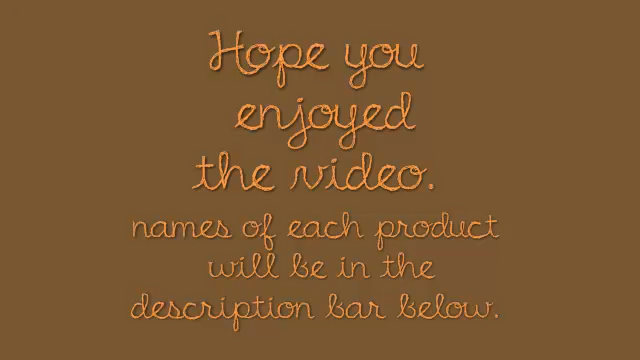 Hope you
enjoyed
the video.
names of each product
will be in the
description bar below.